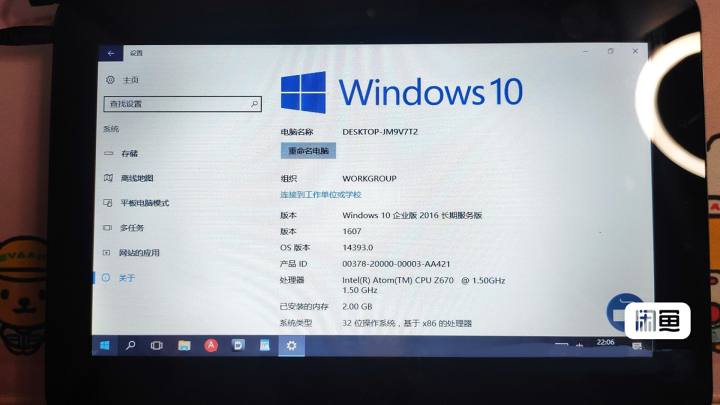 设置
主页
Windows 10
查找设置
电脑名称 DESKTOP-JM9V7T2
系统
重命名电脑
存储
组织 WORKGROUP
离线地图
连接到工作单位或学校
平板电脑模式
版本 Windows 10 企业版 2016 长期服务版
多任务
版本 1607
OS 版本 14393.0
网站的应用
产品 ID 00378-20000-00003-AA421
关于
处理器 Intel(R) Atom(TM) CPU Z670 @ 1.50GHz
1.50 GHz
已安装的内存 2.00 GB
系统类型 32 位操作系统，基于 x86 的处理器
闲鱼
22:06